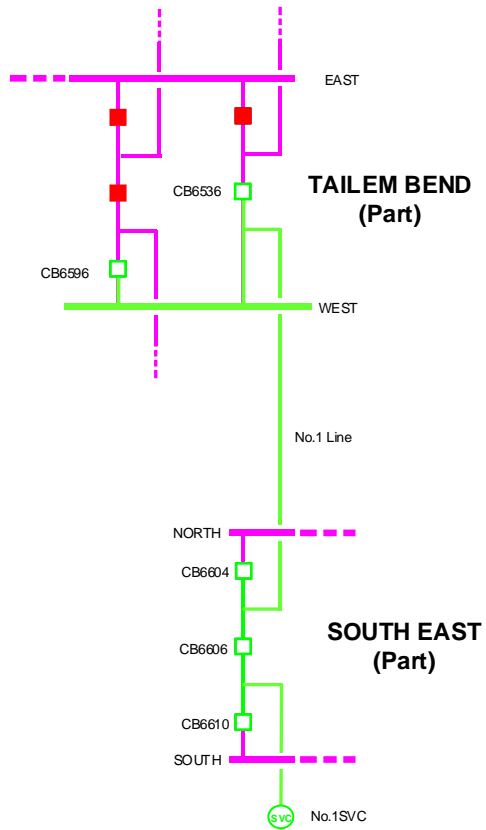 EAST
CB6536
TAILEM BEND
(Part)
CB6596
WEST
No.1 Line
NORTH
CB6604
SOUTH EAST
(Part)
CB6606
CB6610
SOUTH
SVC
No.1SVC